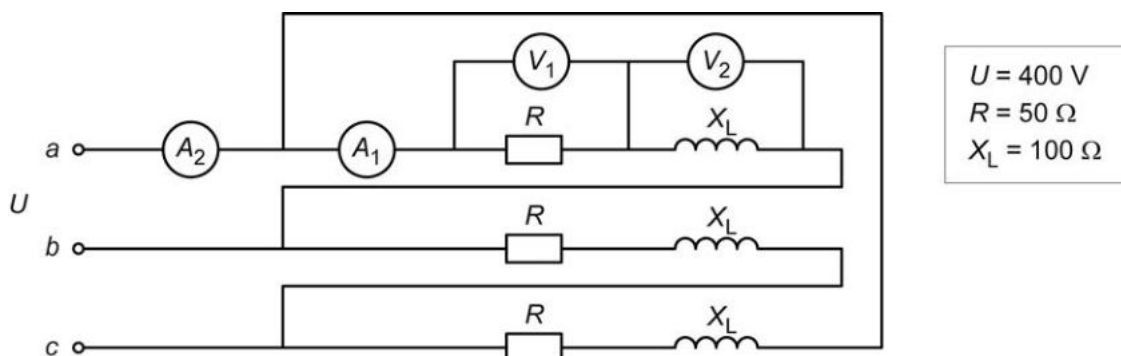 V₁ V₂
R X_L
a A₂ A₁
U
R X_L
b
R X_L
c
U = 400 V
R = 50 Ω
X_L = 100 Ω